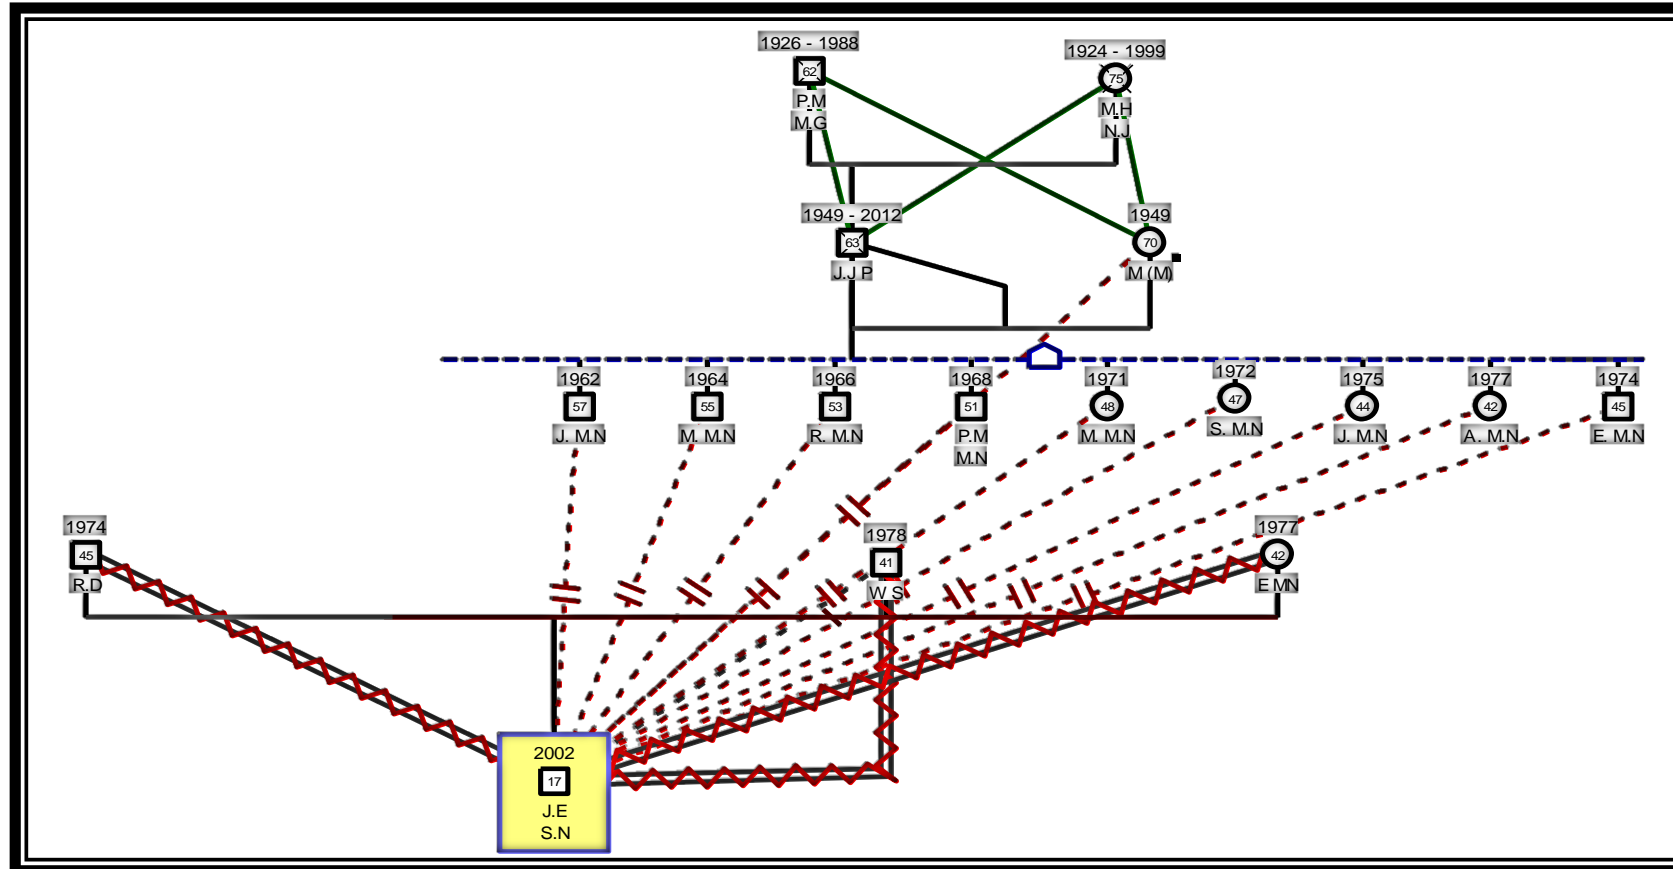 1926 - 1988
62
P.M
M.G
1924 - 1999
75
M.H
N.J
1949 - 2012
63
J.J P
1949
70
M (M)
1962
57
J. M.N
1964
55
M. M.N
1966
53
R. M.N
1968
51
P.M
M.N
1971
48
M. M.N
1972
47
S. M.N
1975
44
J. M.N
1977
42
A. M.N
1974
45
E. M.N
1974
45
R.D
1978
41
W S
1977
42
E MN
2002
17
J.E
S.N